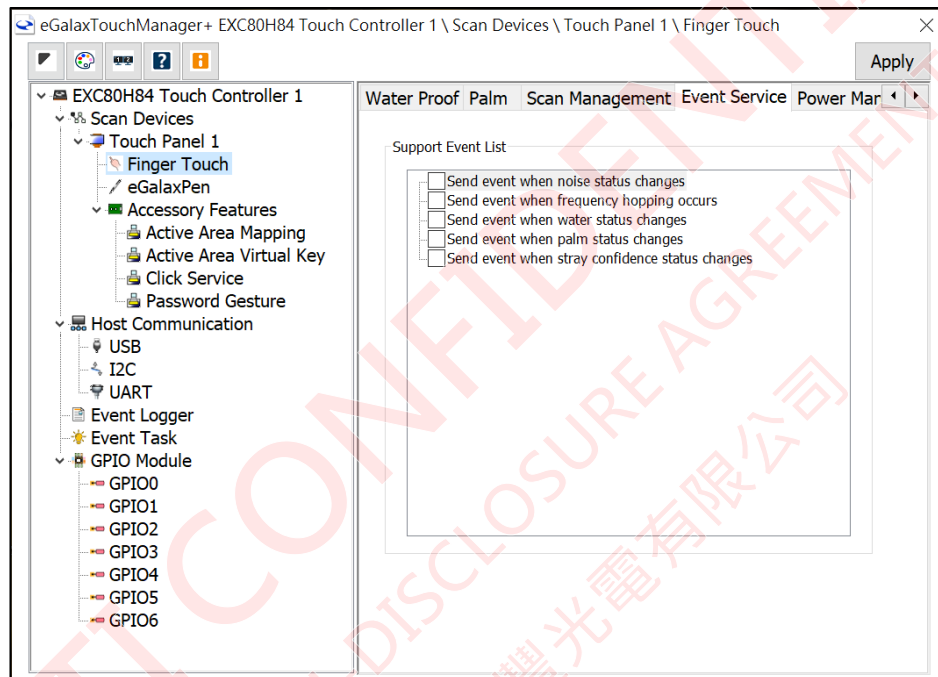 eGalaxTouchManager+ EXC80H84 Touch Controller 1 \ Scan Devices \ Touch Panel 1 \ Finger Touch
Apply
EXC80H84 Touch Controller 1
Scan Devices
Touch Panel 1
Finger Touch
eGalaxPen
Accessory Features
Active Area Mapping
Active Area Virtual Key
Click Service
Password Gesture
Host Communication
USB
I2C
UART
Event Logger
Event Task
GPIO Module
GPIO0
GPIO1
GPIO2
GPIO3
GPIO4
GPIO5
GPIO6
Water Proof Palm Scan Management Event Service Power Mar
Support Event List
Send event when noise status changes
Send event when frequency hopping occurs
Send event when water status changes
Send event when palm status changes
Send event when stray confidence status changes
CONFIDENTI
DISCLOSURE AGREEMENT
光電有限公司